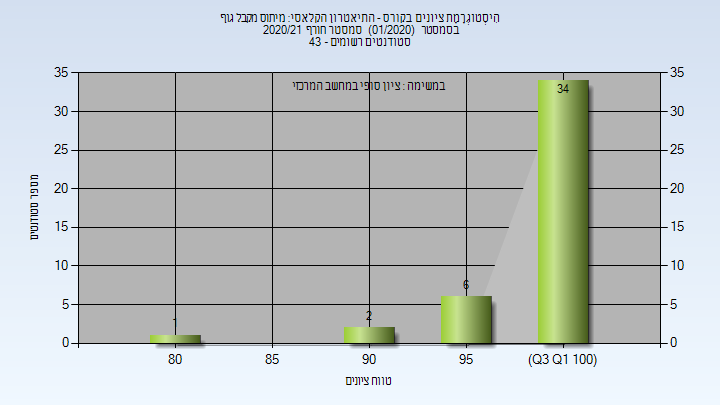 היסטוגרמת ציונים בקורס - התיאטרון הקלאסי: מיתוס מקבל גוף
בסמסטר (01/2020) סמסטר חורף 2020/21
סטודנטים רשומים - 43
במשימה : ציון סופי במחשב המרכזי
35 35
30 30
25 25
20 20
15 15
10 10
5 5
0 0
34
6
2
1
מספר סטודנטים
80 85 90 95 (Q3 Q1 100)
טווח ציונים